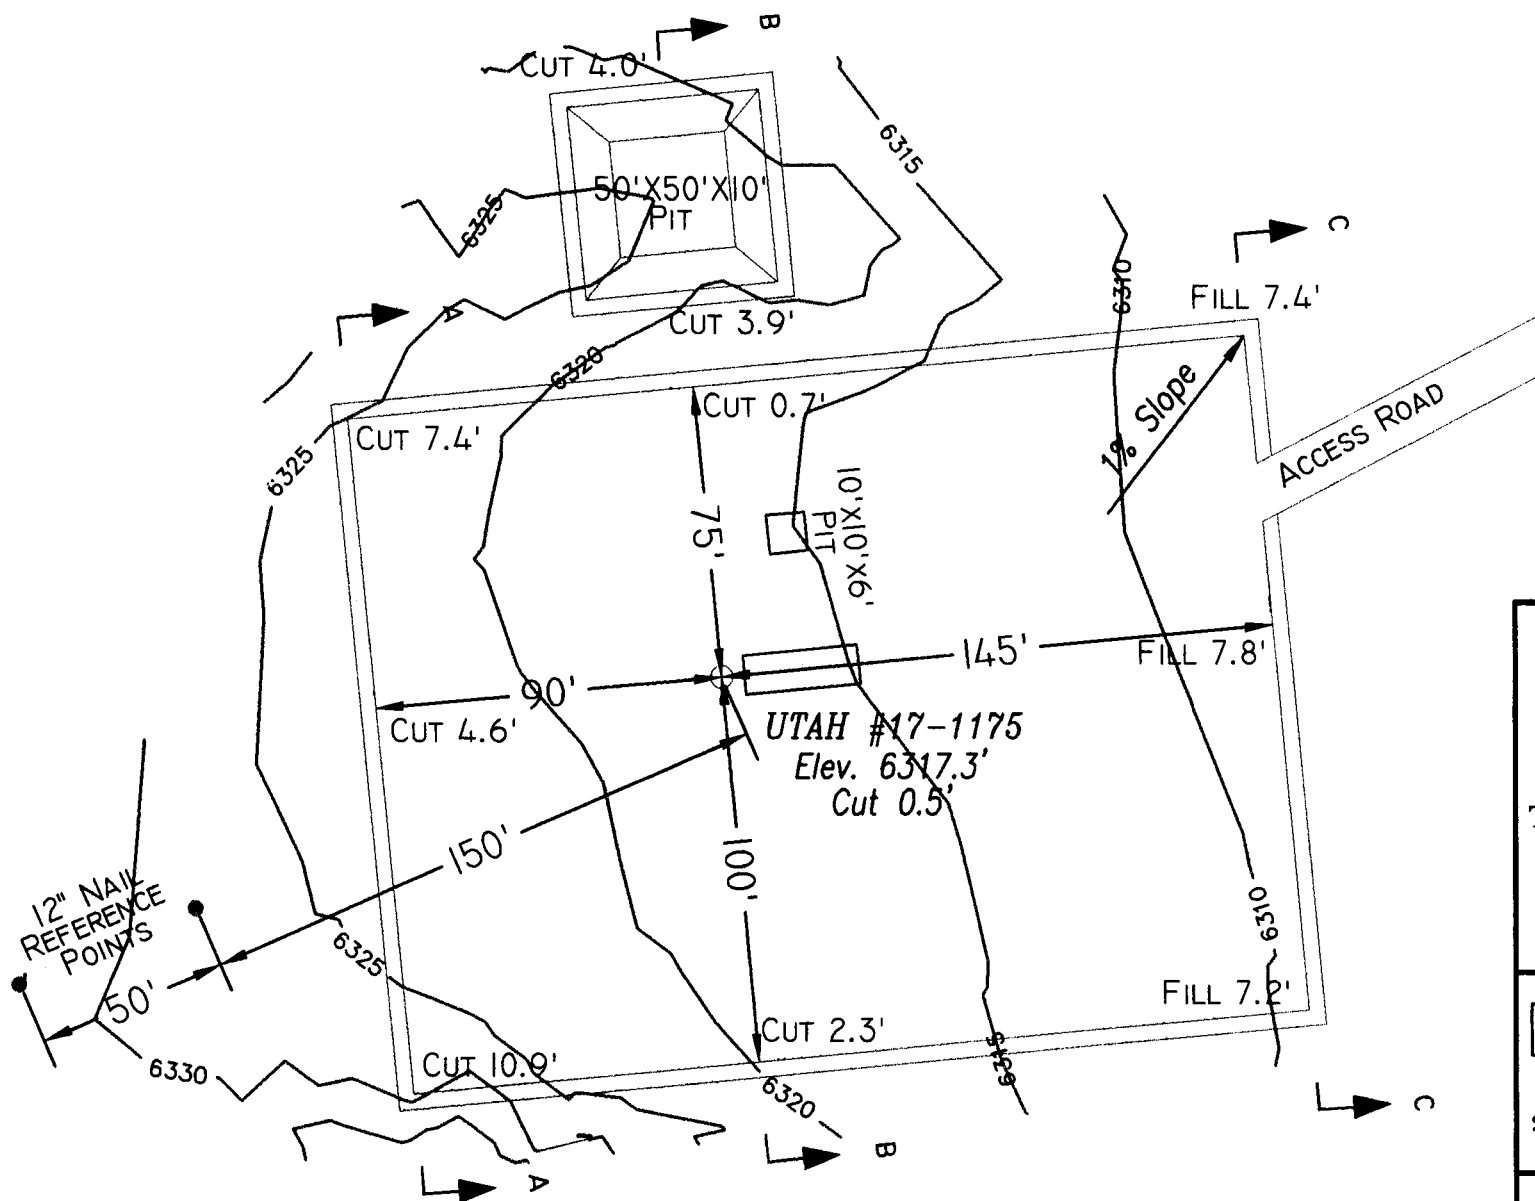 B
CUT 4.0'
6315
50'X50'X10'
PIT
6325
C
6310
FILL 7.4'
A
CUT 3.9'
6320
CUT 0.7'
1% Slope
ACCESS ROAD
CUT 7.4'
6325
10'X10'X6'
PIT
75'
145'
FILL 7.8'
90'
CUT 4.6'
UTAH #17-1175
Elev. 6317.3'
Cut 0.5'
150'
100'
12" NAIL
REFERENCE
POINTS
6325
6310
50'
FILL 7.2'
CUT 2.3'
6315
CUT 10.9'
6330
6320
C
B
A